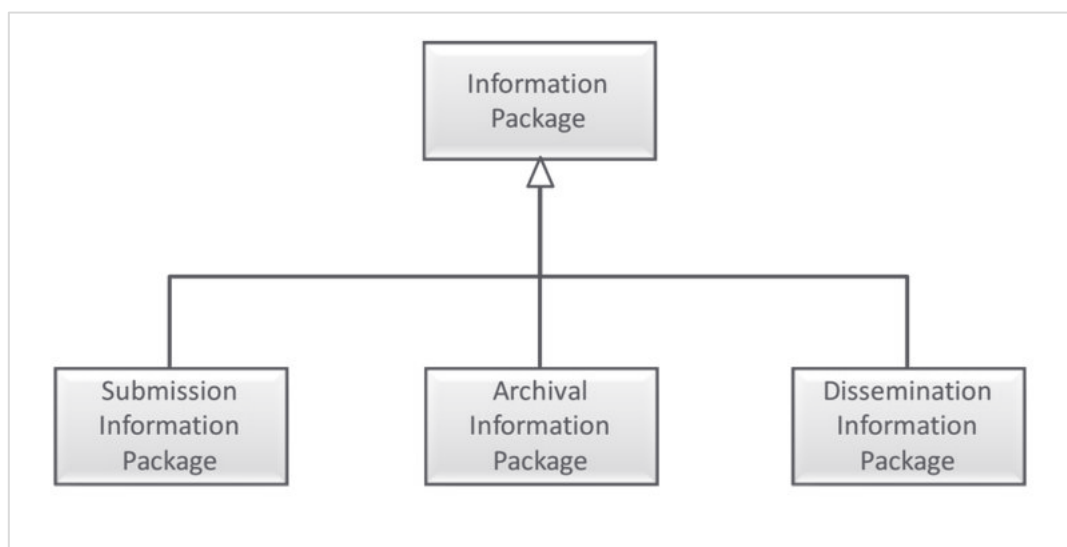 Information
Package
Submission
Information
Package
Archival
Information
Package
Dissemination
Information
Package